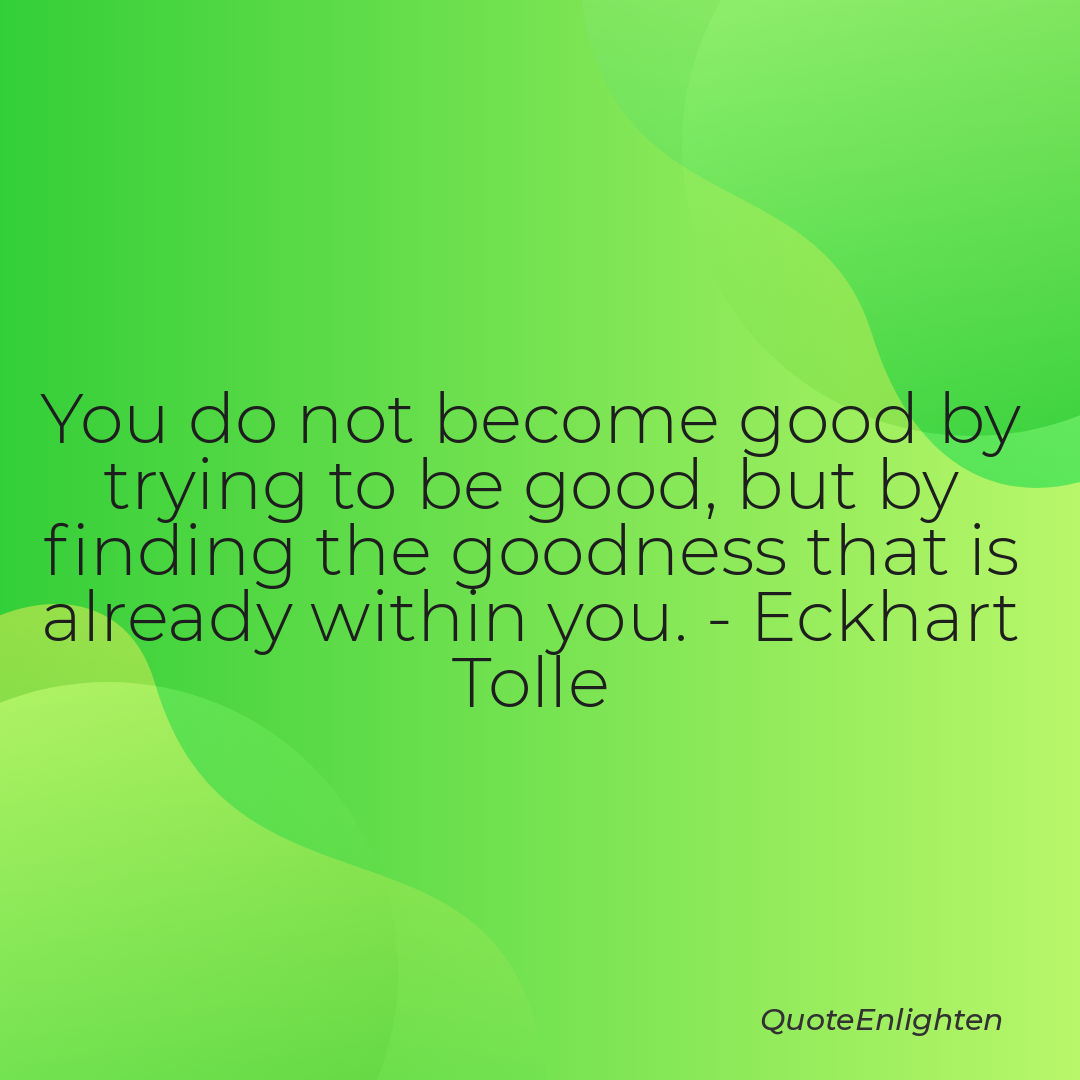 You do not become good by
trying to be good, but by
finding the goodness that is
already within you. - Eckhart
Tolle
QuoteEnlighten